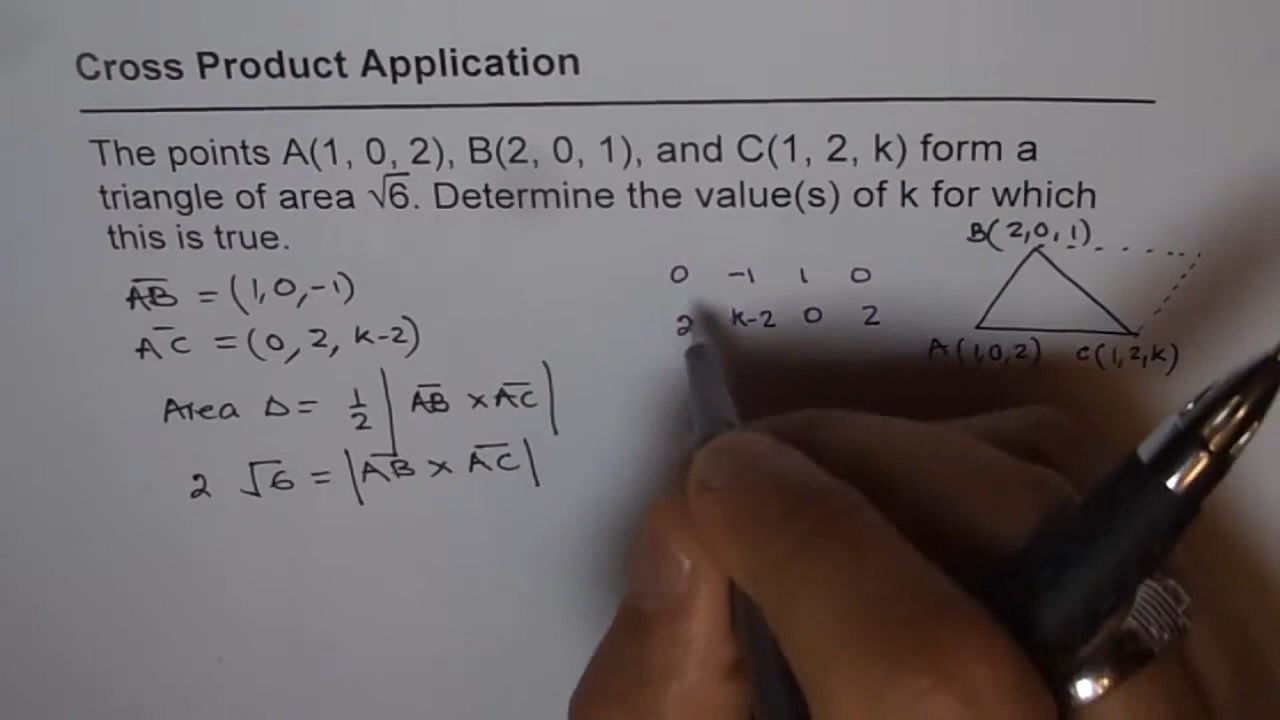 Cross Product Application
The points A(1, 0, 2), B(2, 0, 1), and C(1, 2, k) form a
triangle of area √6. Determine the value(s) of k for which
this is true.
B(2,0,1)
A(1,0,2) C(1,2,k)
AB = (1,0,-1)
AC = (0, 2, k-2)
Area Δ = 1/2 | AB × AC |
2 √6 = | AB × AC |
0 -1 1 0
2 k-2 0 2